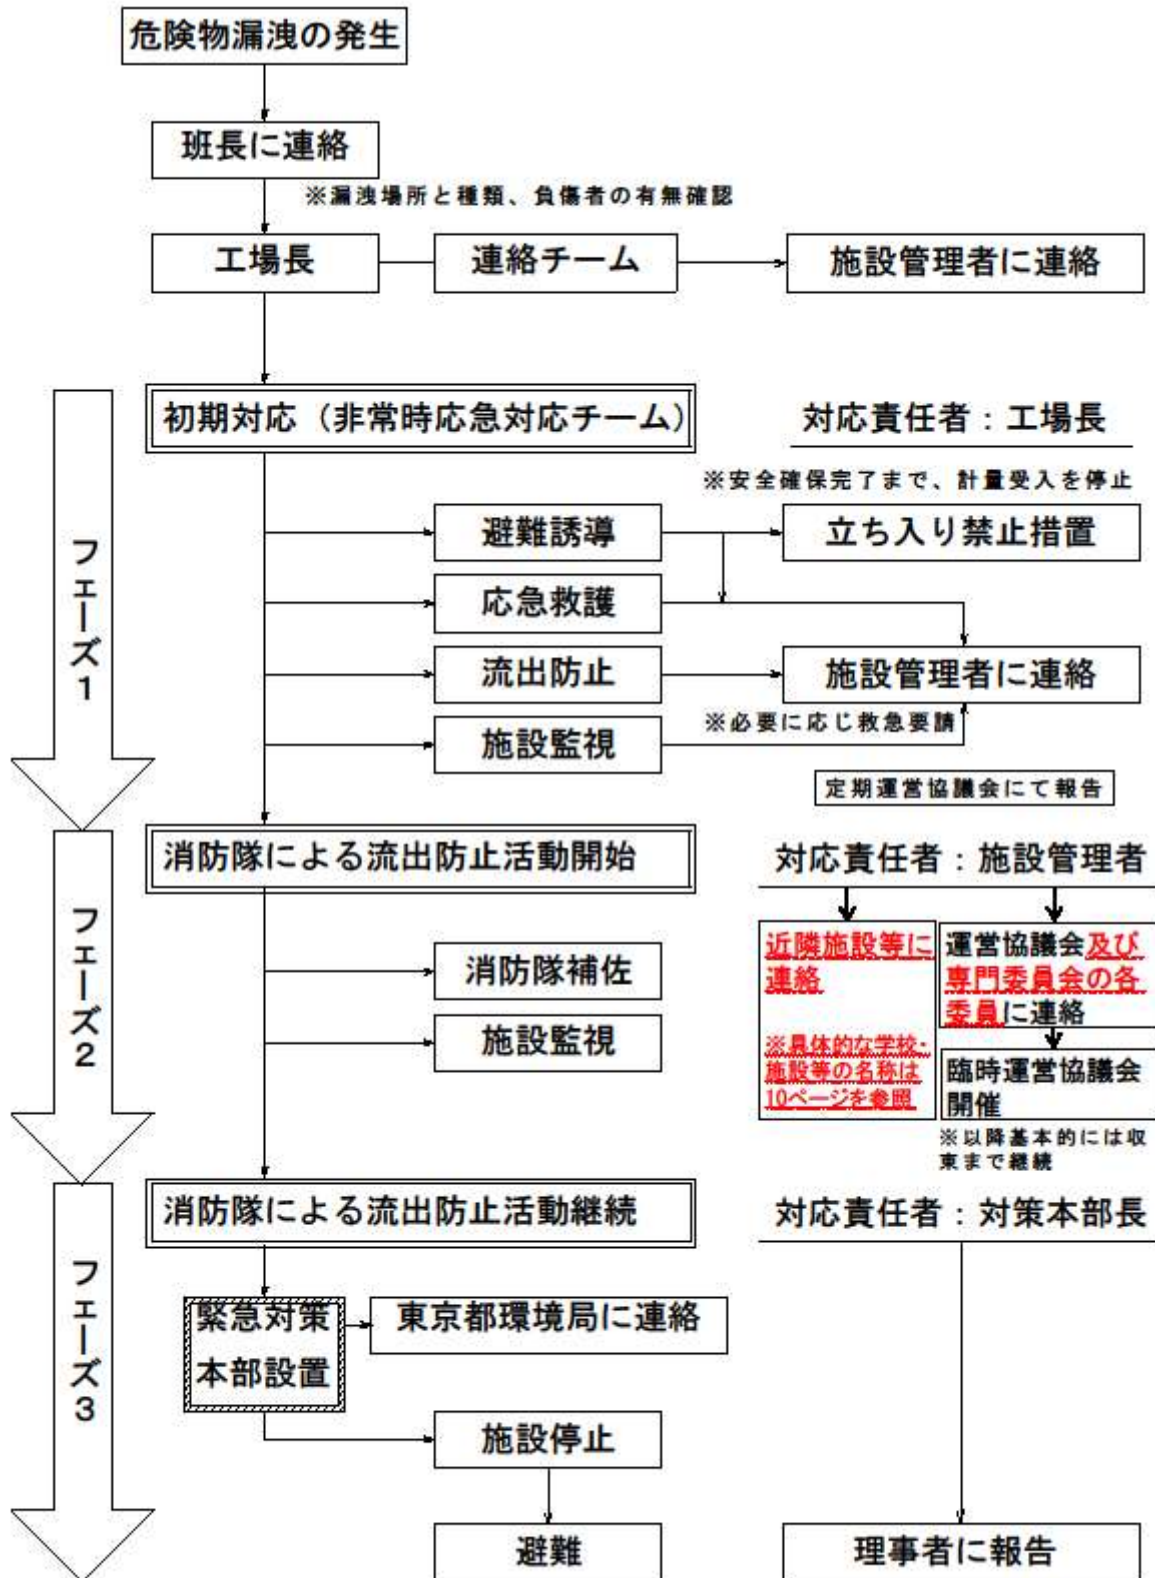 危険物漏洩の発生
班長に連絡
※漏洩場所と種類、負傷者の有無確認
工場長
連絡チーム
施設管理者に連絡
フェーズ1
初期対応（非常時応急対応チーム）
対応責任者：工場長
※安全確保完了まで、計量受入を停止
避難誘導
立ち入り禁止措置
応急救護
流出防止
施設管理者に連絡
※必要に応じ救急要請
施設監視
定期運営協議会にて報告
フェーズ2
消防隊による流出防止活動開始
対応責任者：施設管理者
近隣施設等に
連絡
※具体的な学校・
施設等の名称は
10ページを参照
運営協議会及び
専門委員会の各
委員に連絡
消防隊補佐
施設監視
臨時運営協議会
開催
※以降基本的には収
束まで継続
フェーズ3
消防隊による流出防止活動継続
対応責任者：対策本部長
緊急対策
本部設置
東京都環境局に連絡
施設停止
避難
理事者に報告